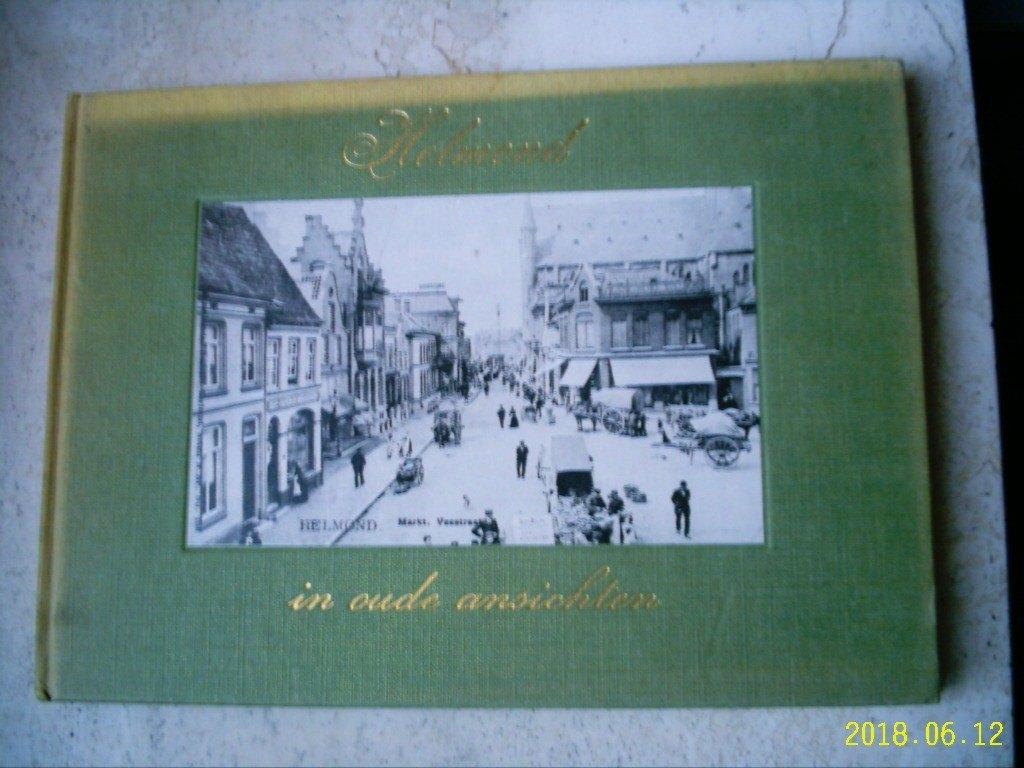 Helmond
HELMOND. Markt.
in oude ansichten
2018.06.12